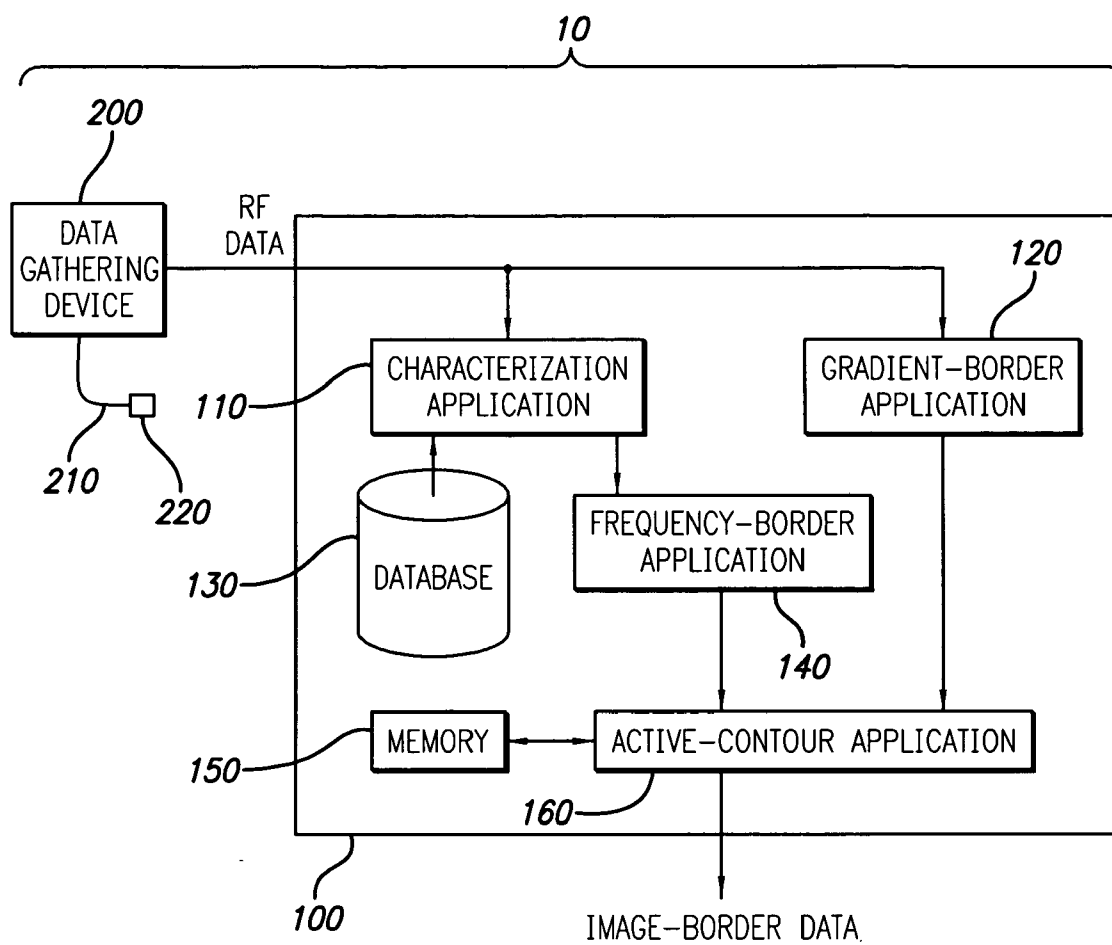 10
200
DATA
GATHERING
DEVICE
RF
DATA
120
110
CHARACTERIZATION
APPLICATION
GRADIENT-BORDER
APPLICATION
210
220
130
DATABASE
FREQUENCY-BORDER
APPLICATION
140
150
MEMORY
ACTIVE-CONTOUR APPLICATION
160
100
IMAGE-BORDER DATA